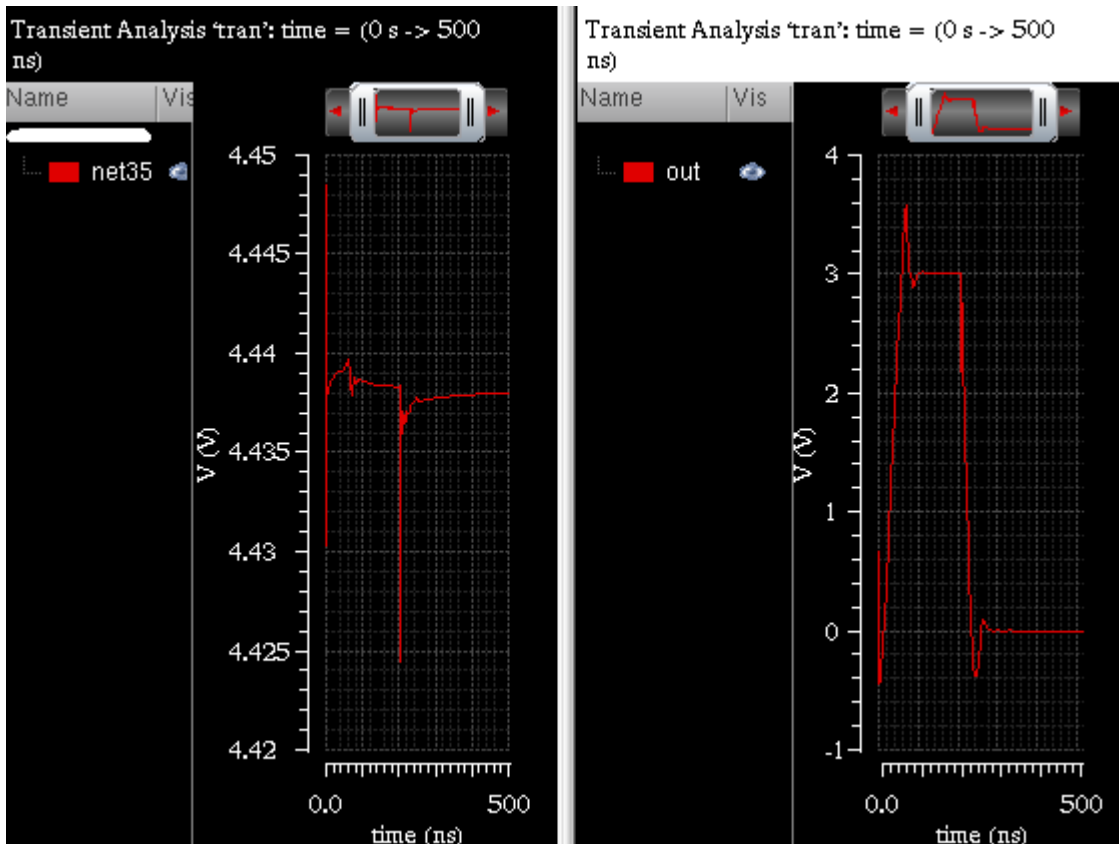 Transient Analysis 'tran': time = (0 s -> 500
ns)
Name Vis
net35
4.45
4.445
4.44
4.435
4.43
4.425
4.42
V (V)
0.0 500
time (ns)
Transient Analysis 'tran': time = (0 s -> 500
ns)
Name Vis
out
4
3
2
1
0
-1
V (V)
0.0 500
time (ns)